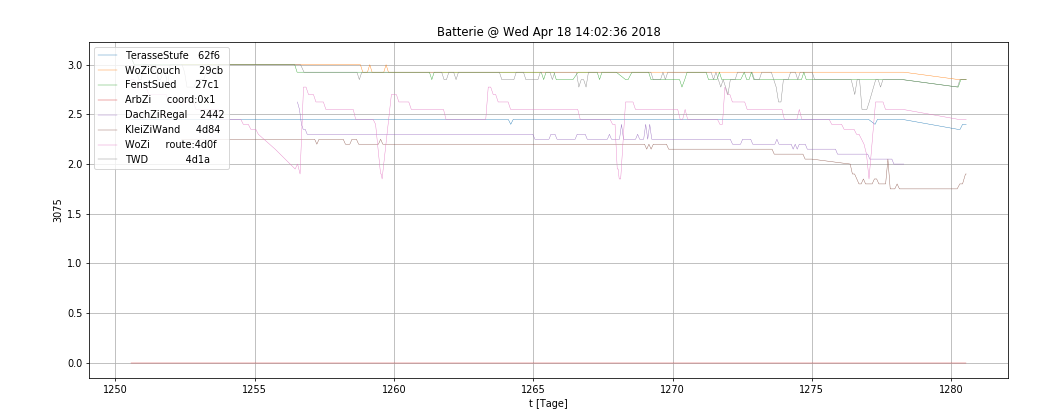 Batterie @ Wed Apr 18 14:02:36 2018
TerasseStufe 62f6
WoZiCouch 29cb
FenstSued 27c1
ArbZi coord:0x1
DachZiRegal 2442
KleiZiWand 4d84
WoZi route:4d0f
TWD 4d1a
3.0
2.5
2.0
1.5
1.0
0.5
0.0
3075
1250 1255 1260 1265 1270 1275 1280
t [Tage]